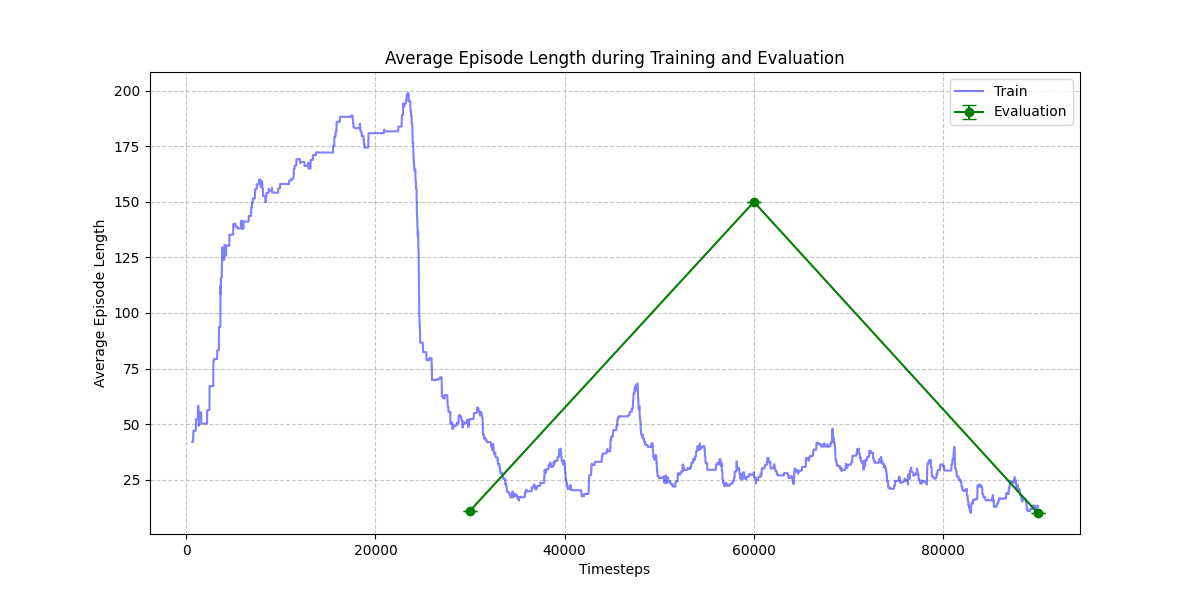 Average Episode Length during Training and Evaluation
Train
Evaluation
200
175
150
125
100
75
50
25
Average Episode Length
0 20000 40000 60000 80000
Timesteps